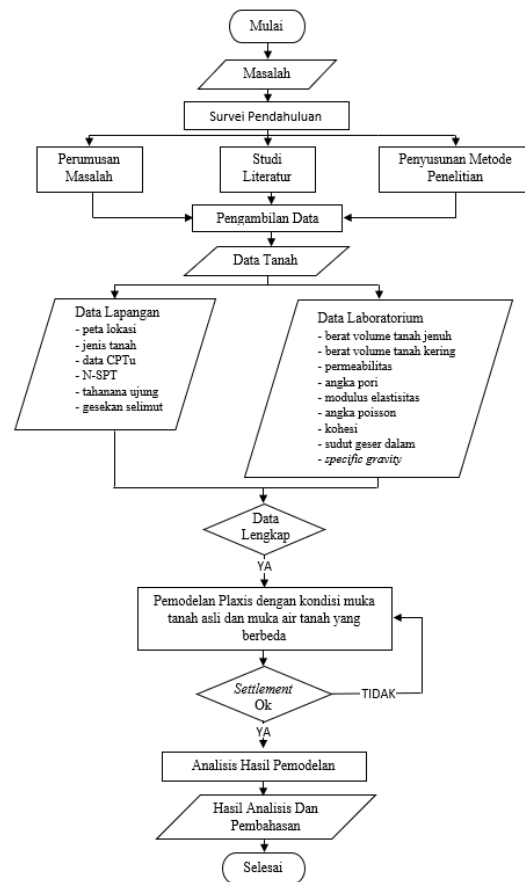 Mulai
Masalah
Survei Pendahuluan
Perumusan
Masalah
Studi
Literatur
Penyusunan Metode
Penelitian
Pengambilan Data
Data Tanah
Data Lapangan
- peta lokasi
- jenis tanah
- data CPTu
- N-SPT
- tahanana ujung
- gesekan selimut
Data Laboratorium
- berat volume tanah jenuh
- berat volume tanah kering
- permeabilitas
- angka pori
- modulus elastisitas
- angka poisson
- kohesi
- sudut geser dalam
- specific gravity
Data
Lengkap
YA
Pemodelan Plaxis dengan kondisi muka
tanah asli dan muka air tanah yang
berbeda
Settlement
Ok
TIDAK
YA
Analisis Hasil Pemodelan
Hasil Analisis Dan
Pembahasan
Selesai